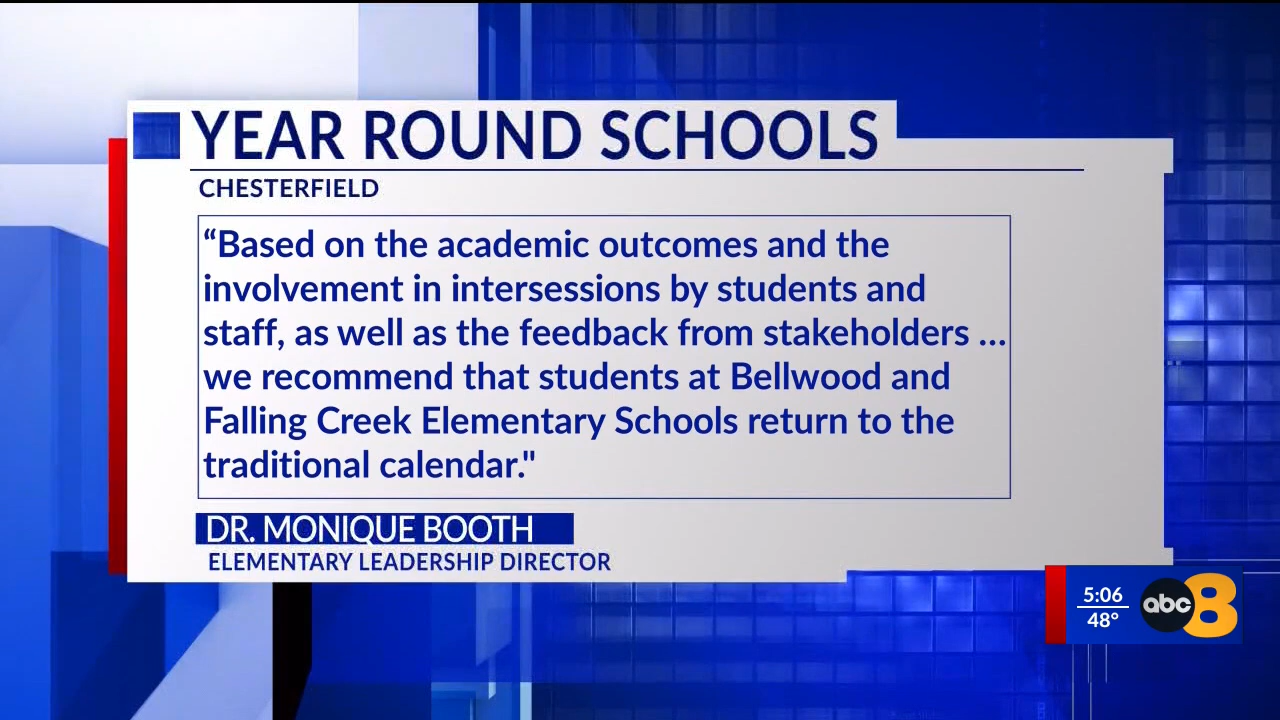 YEAR ROUND SCHOOLS
CHESTERFIELD
“Based on the academic outcomes and the
involvement in intersessions by students and
staff, as well as the feedback from stakeholders ...
we recommend that students at Bellwood and
Falling Creek Elementary Schools return to the
traditional calendar."
DR. MONIQUE BOOTH
ELEMENTARY LEADERSHIP DIRECTOR
5:06
48°
abc 8